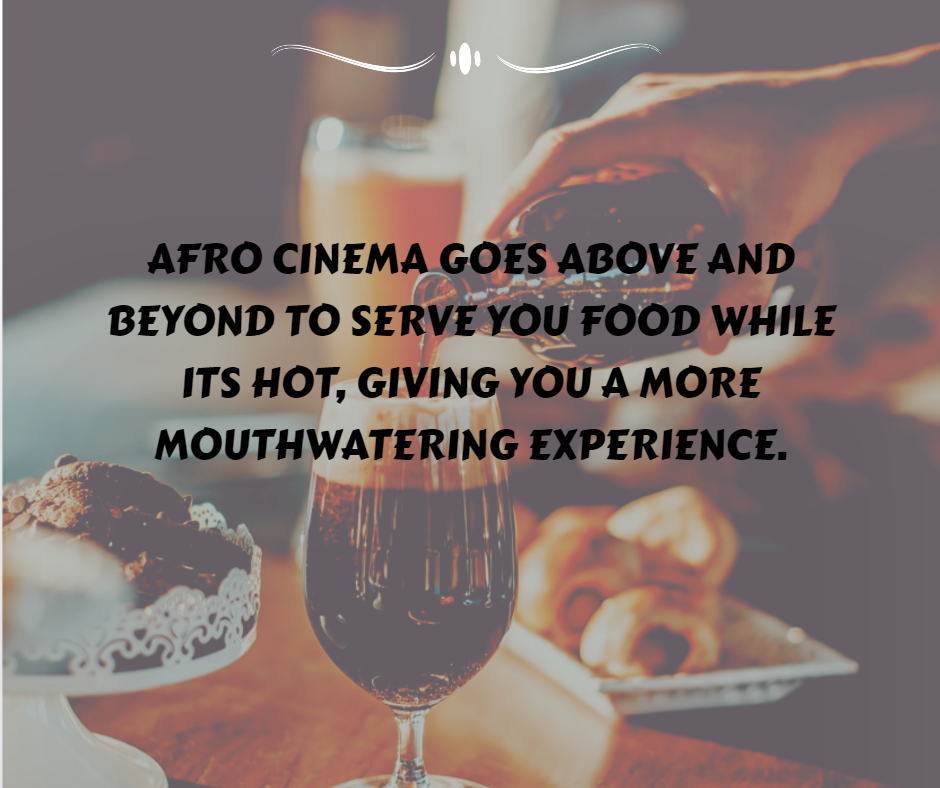 AFRO CINEMA GOES ABOVE AND
BEYOND TO SERVE YOU FOOD WHILE
ITS HOT, GIVING YOU A MORE
MOUTHWATERING EXPERIENCE.